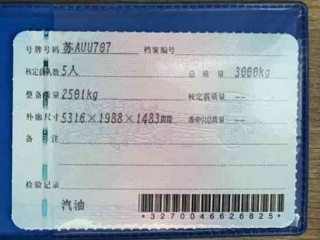 号牌号码 苏AUU767 档案编号
核定载人数 5人 总质量 3000kg
整备质量 2501kg 核定载质量 --
外廓尺寸 5316×1988×1483mm 准牵引总质量 --
备注
检验记录
汽油
*3270046626825*